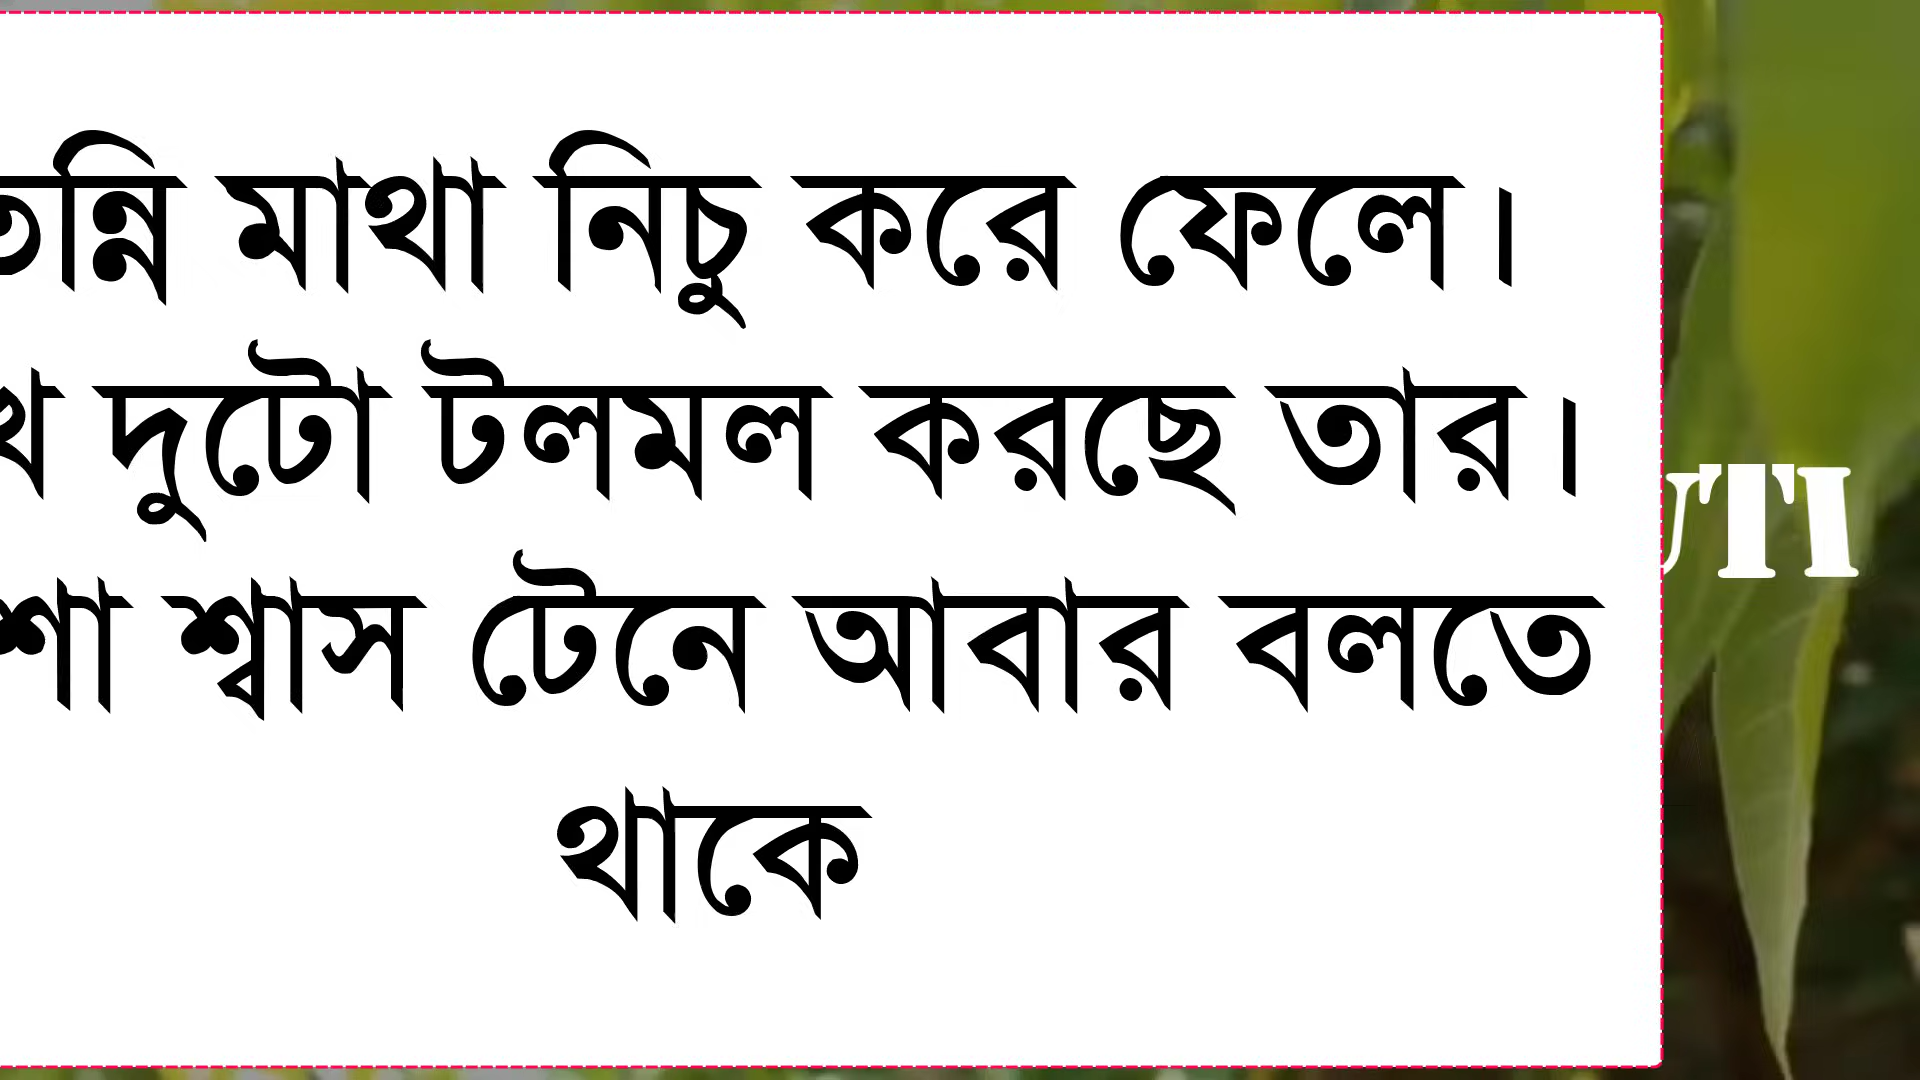 মাথা নিচু করে ফেলে।
দুটো টলমল করছে তার।
শ্বাস টেনে আবার বলতে
থাকে